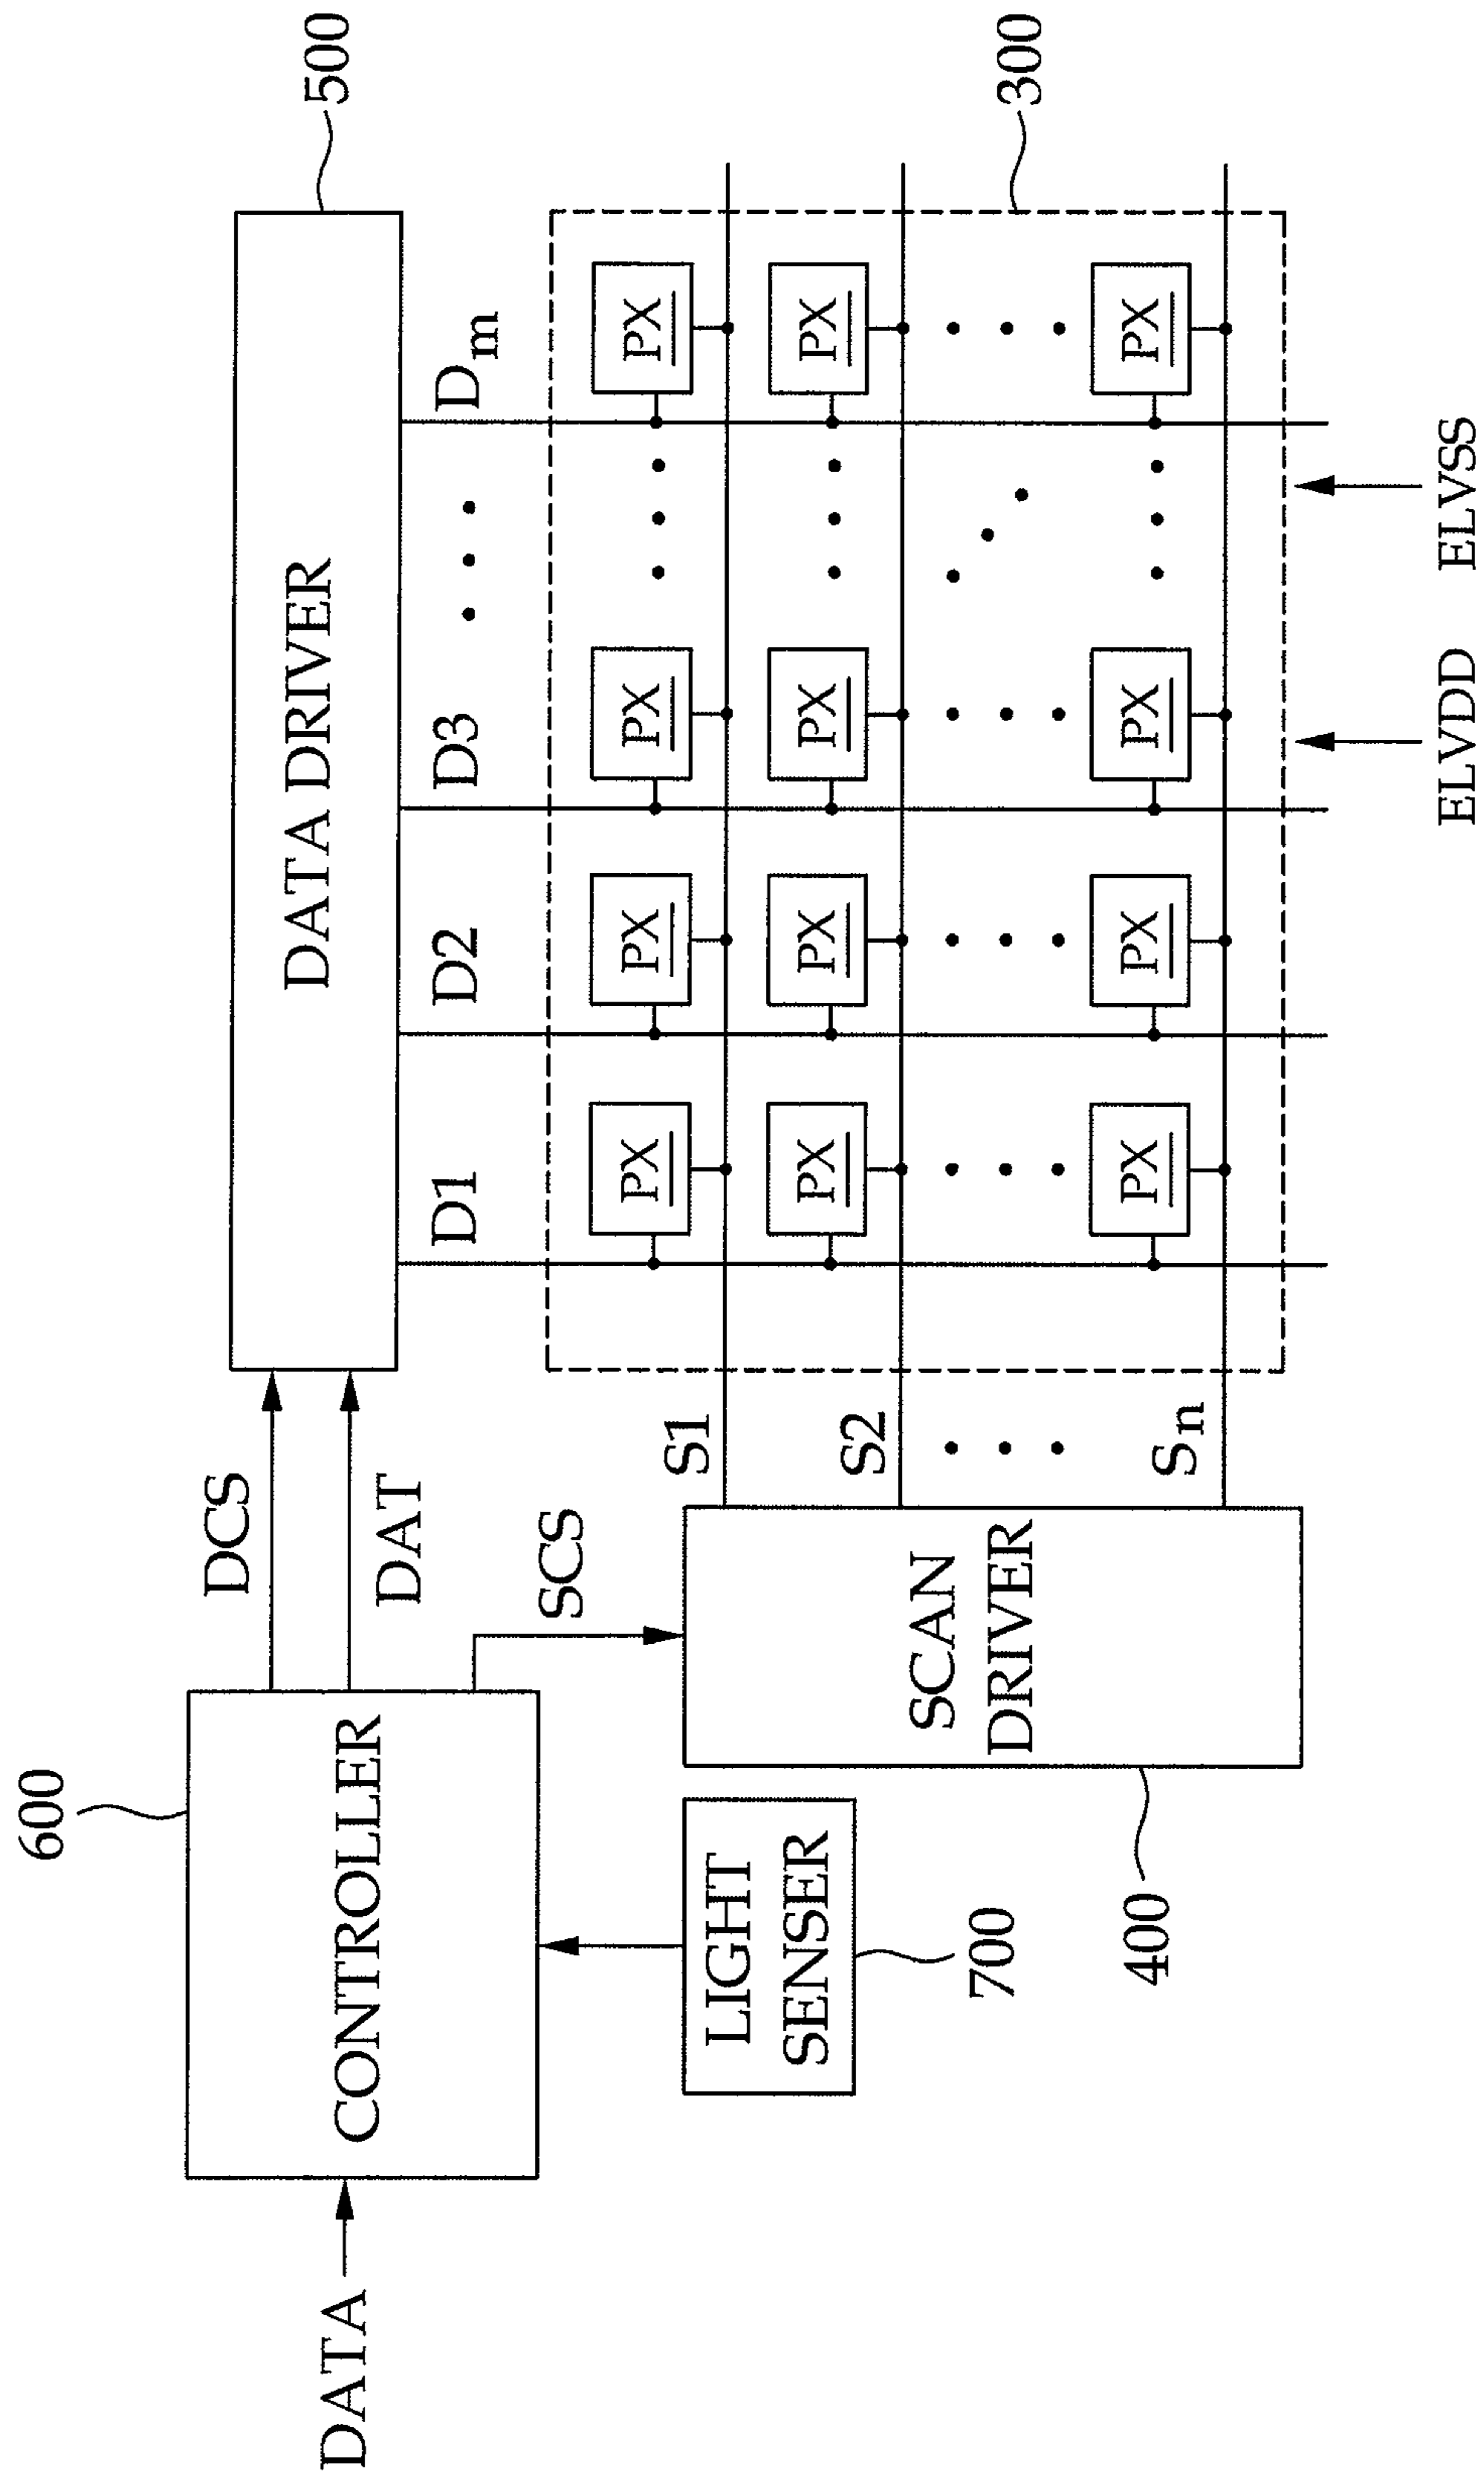 600
500
DATA
CONTROLLER
DCS
DAT
SCS
DATA DRIVER
D1
D2
D3
Dm
LIGHT
SENSER
700
SCAN
DRIVER
400
S1
S2
Sn
PX
PX
PX
PX
PX
PX
PX
PX
PX
PX
PX
PX
300
ELVDD
ELVSS